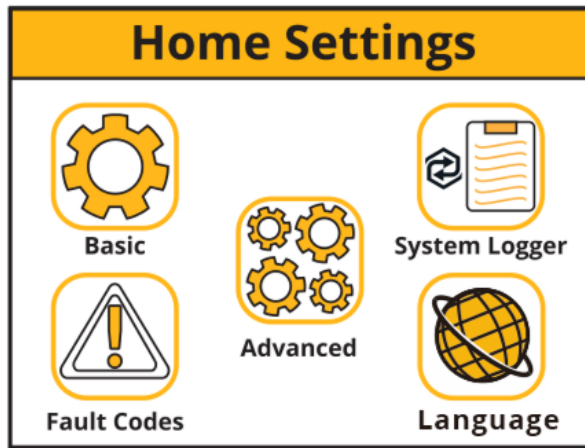 Home Settings
Basic
System Logger
Advanced
Fault Codes
Language